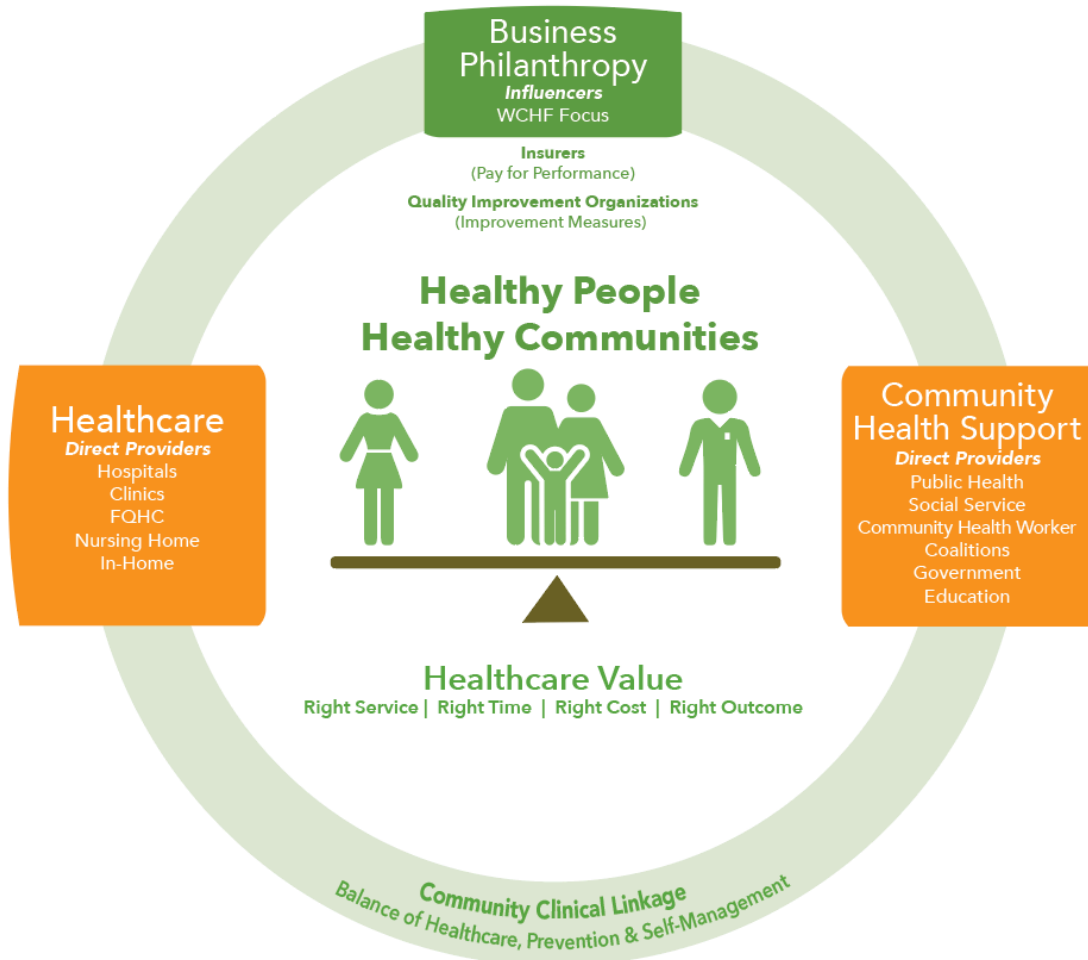 Business
Philanthropy
Influencers
WCHF Focus
Insurers
(Pay for Performance)
Quality Improvement Organizations
(Improvement Measures)
Healthy People
Healthy Communities
Healthcare
Direct Providers
Hospitals
Clinics
FQHC
Nursing Home
In-Home
Community
Health Support
Direct Providers
Public Health
Social Service
Community Health Worker
Coalitions
Government
Education
Healthcare Value
Right Service | Right Time | Right Cost | Right Outcome
Community Clinical Linkage
Balance of Healthcare, Prevention & Self-Management